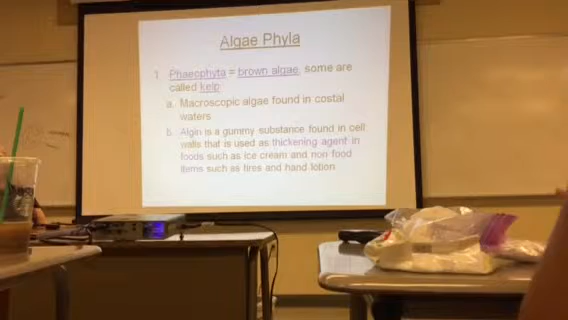 Algae Phyla
1. Phaeophyta = brown algae, some are
called kelp
a. Macroscopic algae found in costal
waters
b. Algin is a gummy substance found in cell
walls that is used as thickening agent in
foods such as ice cream and non food
items such as tires and hand lotion